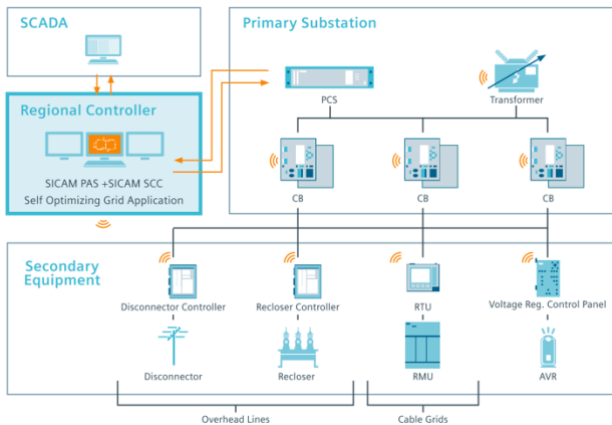 SCADA
Primary Substation
PCS
Transformer
Regional Controller
SICAM PAS +SICAM SCC
Self Optimizing Grid Application
CB
CB
CB
Secondary
Equipment
Disconnector Controller
Recloser Controller
RTU
Voltage Reg. Control Panel
Disconnector
Recloser
RMU
AVR
Overhead Lines
Cable Grids